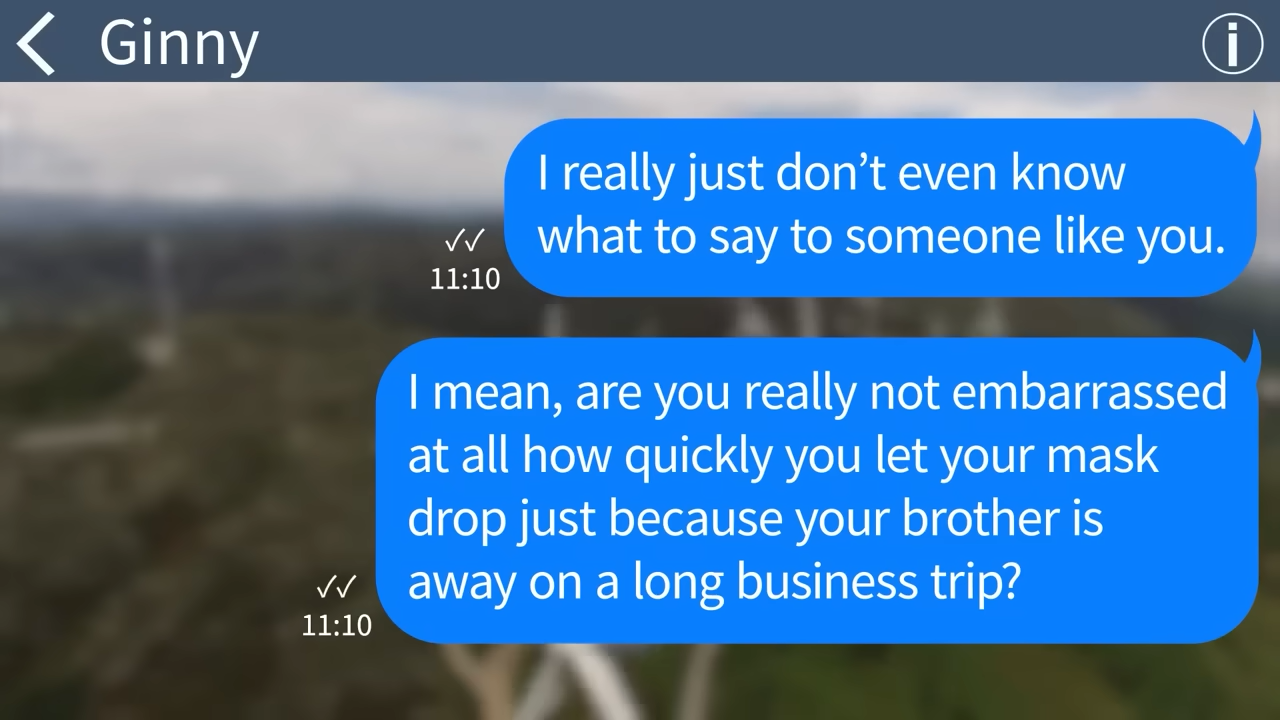 Ginny
I really just don’t even know
what to say to someone like you.
✓✓
11:10
I mean, are you really not embarrassed
at all how quickly you let your mask
drop just because your brother is
away on a long business trip?
✓✓
11:10